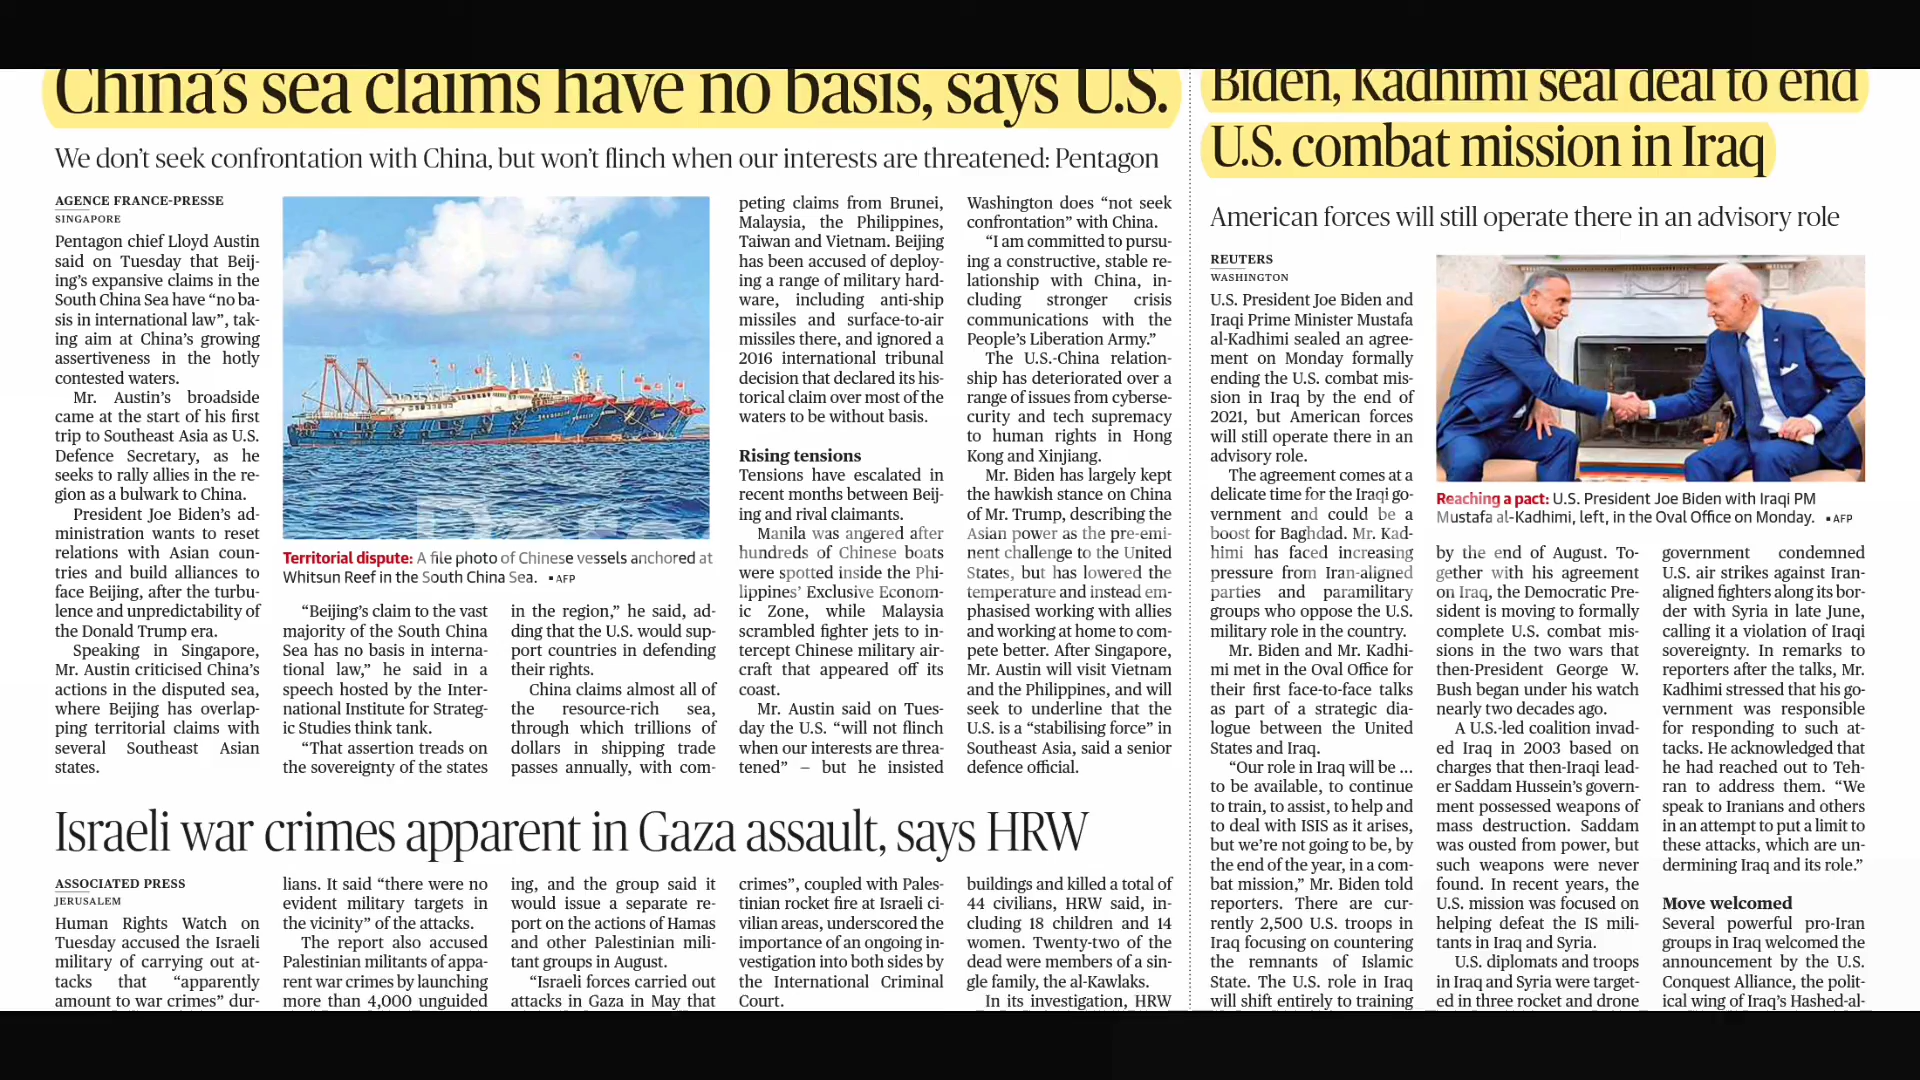 China's sea claims have no basis, says U.S.
We don't seek confrontation with China, but won't flinch when our interests are threatened: Pentagon
AGENCE FRANCE-PRESSE
SINGAPORE
Pentagon chief Lloyd Austin
said on Tuesday that Beij-
ing's expansive claims in the
South China Sea have “no ba-
sis in international law”, tak-
ing aim at China's growing
assertiveness in the hotly
contested waters.
Mr. Austin's broadside
came at the start of his first
trip to Southeast Asia as U.S.
Defence Secretary, as he
seeks to rally allies in the re-
gion as a bulwark to China.
President Joe Biden's ad-
ministration wants to reset
relations with Asian coun-
tries and build alliances to
face Beijing, after the turbu-
lence and unpredictability of
the Donald Trump era.
Speaking in Singapore,
Mr. Austin criticised China's
actions in the disputed sea,
where Beijing has overlap-
ping territorial claims with
several Southeast Asian
states.
Territorial dispute: A file photo of Chinese vessels anchored at
Whitsun Reef in the South China Sea. ▪ AFP
“Beijing's claim to the vast
majority of the South China
Sea has no basis in interna-
tional law,” he said in a
speech hosted by the Inter-
national Institute for Strateg-
ic Studies think tank.
“That assertion treads on
the sovereignty of the states
in the region,” he said, ad-
ding that the U.S. would sup-
port countries in defending
their rights.
China claims almost all of
the resource-rich sea,
through which trillions of
dollars in shipping trade
passes annually, with com-
peting claims from Brunei,
Malaysia, the Philippines,
Taiwan and Vietnam. Beijing
has been accused of deploy-
ing a range of military hard-
ware, including anti-ship
missiles and surface-to-air
missiles there, and ignored a
2016 international tribunal
decision that declared its his-
torical claim over most of the
waters to be without basis.
Rising tensions
Tensions have escalated in
recent months between Beij-
ing and rival claimants.
Manila was angered after
hundreds of Chinese boats
were spotted inside the Phi-
lippines' Exclusive Econom-
ic Zone, while Malaysia
scrambled fighter jets to in-
tercept Chinese military air-
craft that appeared off its
coast.
Mr. Austin said on Tues-
day the U.S. “will not flinch
when our interests are threa-
tened” – but he insisted
Washington does “not seek
confrontation” with China.
“I am committed to pursu-
ing a constructive, stable re-
lationship with China, in-
cluding stronger crisis
communications with the
People's Liberation Army.”
The U.S.-China relation-
ship has deteriorated over a
range of issues from cyberse-
curity and tech supremacy
to human rights in Hong
Kong and Xinjiang.
Mr. Biden has largely kept
the hawkish stance on China
of Mr. Trump, describing the
Asian power as the pre-emi-
nent challenge to the United
States, but has lowered the
temperature and instead em-
phasised working with allies
and working at home to com-
pete better. After Singapore,
Mr. Austin will visit Vietnam
and the Philippines, and will
seek to underline that the
U.S. is a “stabilising force” in
Southeast Asia, said a senior
defence official.
Israeli war crimes apparent in Gaza assault, says HRW
ASSOCIATED PRESS
JERUSALEM
Human Rights Watch on
Tuesday accused the Israeli
military of carrying out at-
tacks that “apparently
amount to war crimes” dur-
lians. It said “there were no
evident military targets in
the vicinity” of the attacks.
The report also accused
Palestinian militants of appa-
rent war crimes by launching
more than 4,000 unguided
ing, and the group said it
would issue a separate re-
port on the actions of Hamas
and other Palestinian mili-
tant groups in August.
“Israeli forces carried out
attacks in Gaza in May that
crimes”, coupled with Pales-
tinian rocket fire at Israeli ci-
vilian areas, underscored the
importance of an ongoing in-
vestigation into both sides by
the International Criminal
Court.
buildings and killed a total of
44 civilians, HRW said, in-
cluding 18 children and 14
women. Twenty-two of the
dead were members of a sin-
gle family, the al-Kawlaks.
In its investigation, HRW
Biden, Kadhimi seal deal to end
U.S. combat mission in Iraq
American forces will still operate there in an advisory role
REUTERS
WASHINGTON
U.S. President Joe Biden and
Iraqi Prime Minister Mustafa
al-Kadhimi sealed an agree-
ment on Monday formally
ending the U.S. combat mis-
sion in Iraq by the end of
2021, but American forces
will still operate there in an
advisory role.
The agreement comes at a
delicate time for the Iraqi go-
vernment and could be a
boost for Baghdad. Mr. Kad-
himi has faced increasing
pressure from Iran-aligned
parties and paramilitary
groups who oppose the U.S.
military role in the country.
Mr. Biden and Mr. Kadhi-
mi met in the Oval Office for
their first face-to-face talks
as part of a strategic dia-
logue between the United
States and Iraq.
“Our role in Iraq will be ...
to be available, to continue
to train, to assist, to help and
to deal with ISIS as it arises,
but we're not going to be, by
the end of the year, in a com-
bat mission,” Mr. Biden told
reporters. There are cur-
rently 2,500 U.S. troops in
Iraq focusing on countering
the remnants of Islamic
State. The U.S. role in Iraq
will shift entirely to training
Reaching a pact: U.S. President Joe Biden with Iraqi PM
Mustafa al-Kadhimi, left, in the Oval Office on Monday. ▪ AFP
by the end of August. To-
gether with his agreement
on Iraq, the Democratic Pre-
sident is moving to formally
complete U.S. combat mis-
sions in the two wars that
then-President George W.
Bush began under his watch
nearly two decades ago.
A U.S.-led coalition invad-
ed Iraq in 2003 based on
charges that then-Iraqi lead-
er Saddam Hussein's govern-
ment possessed weapons of
mass destruction. Saddam
was ousted from power, but
such weapons were never
found. In recent years, the
U.S. mission was focused on
helping defeat the IS mili-
tants in Iraq and Syria.
U.S. diplomats and troops
in Iraq and Syria were target-
ed in three rocket and drone
government condemned
U.S. air strikes against Iran-
aligned fighters along its bor-
der with Syria in late June,
calling it a violation of Iraqi
sovereignty. In remarks to
reporters after the talks, Mr.
Kadhimi stressed that his go-
vernment was responsible
for responding to such at-
tacks. He acknowledged that
he had reached out to Teh-
ran to address them. “We
speak to Iranians and others
in an attempt to put a limit to
these attacks, which are un-
dermining Iraq and its role.”
Move welcomed
Several powerful pro-Iran
groups in Iraq welcomed the
announcement by the U.S.
Conquest Alliance, the polit-
ical wing of Iraq's Hashed-al-